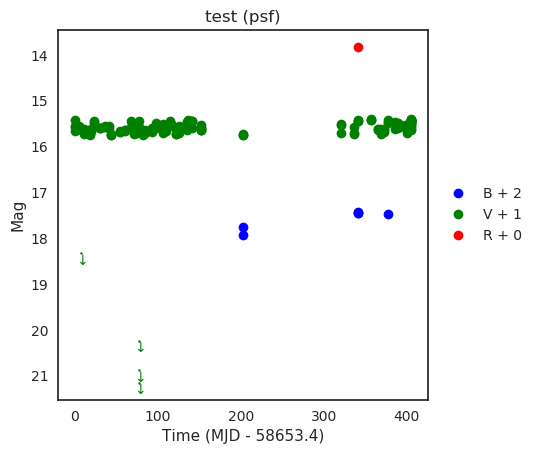 test (psf)
Mag
14
15
16
17
18
19
20
21
0
100
200
300
400
Time (MJD - 58653.4)
B + 2
V + 1
R + 0